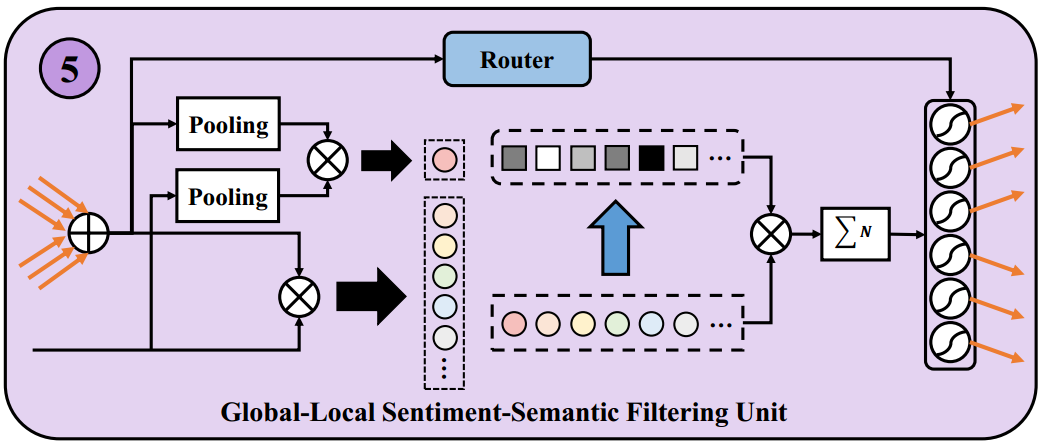 5
Router
Pooling
Pooling
...
∑N
...
...
Global-Local Sentiment-Semantic Filtering Unit